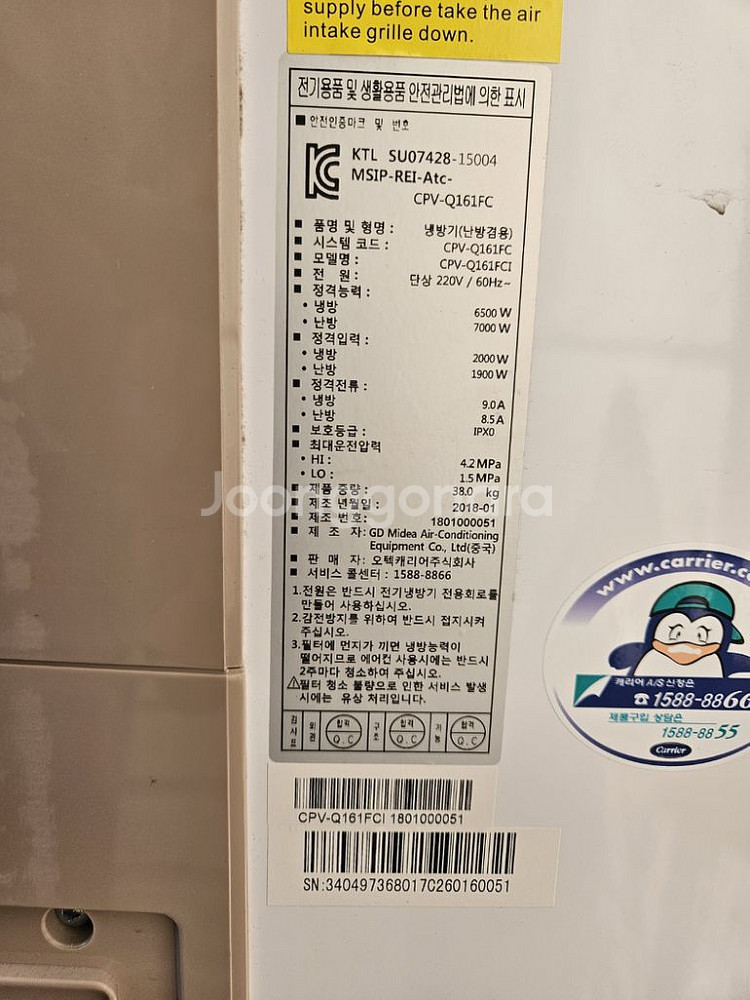 supply before take the air
intake grille down.
전기용품 및 생활용품 안전관리법에 의한 표시
■ 안전인증마크 및 번호
KTL SU07428-15004
MSIP-REI-Atc-
CPV-Q161FC
■ 품명 및 형명 : 냉방기(난방겸용)
■ 시스템 코드 : CPV-Q161FC
■ 모델명 : CPV-Q161FCI
■ 전 원 : 단상 220V / 60Hz~
■ 정격능력 :
• 냉방 6500 W
• 난방 7000 W
■ 정격입력 :
• 냉방 2000 W
• 난방 1900 W
■ 정격전류 :
• 냉방 9.0 A
• 난방 8.5 A
■ 보호등급 : IPX0
■ 최대운전압력
• HI : 4.2 MPa
• LO : 1.5 MPa
■ 제품 중량 : 38.0 kg
■ 제조 년월일 : 2018-01
■ 제조 번호: 1801000051
■ 제 조 자: GD Midea Air-Conditioning
Equipment Co., Ltd(중국)
■ 판 매 자 : 오텍캐리어주식회사
■ 서비스 콜센터 : 1588-8866
1.전원은 반드시 전기냉방기 전용회로를
만들어 사용하십시오.
2.감전방지를 위하여 반드시 접지시켜
주십시오.
3.필터에 먼지가 끼면 냉방능력이
떨어지므로 에어컨 사용시에는 반드시
2주마다 청소하여 주십시오.
⚠필터 청소 불량으로 인한 서비스 발생
시에는 유상 처리입니다.
검사표 외관 합격 Q.C 구조 합격 Q.C 기능 합격 Q.C
CPV-Q161FCI 1801000051
SN:340497368017C260160051
www.carrier.co
캐리어 A/S 신청은
☎1588-8866
제품구입 상담은
1588-8855
Carrier
Joonggonara